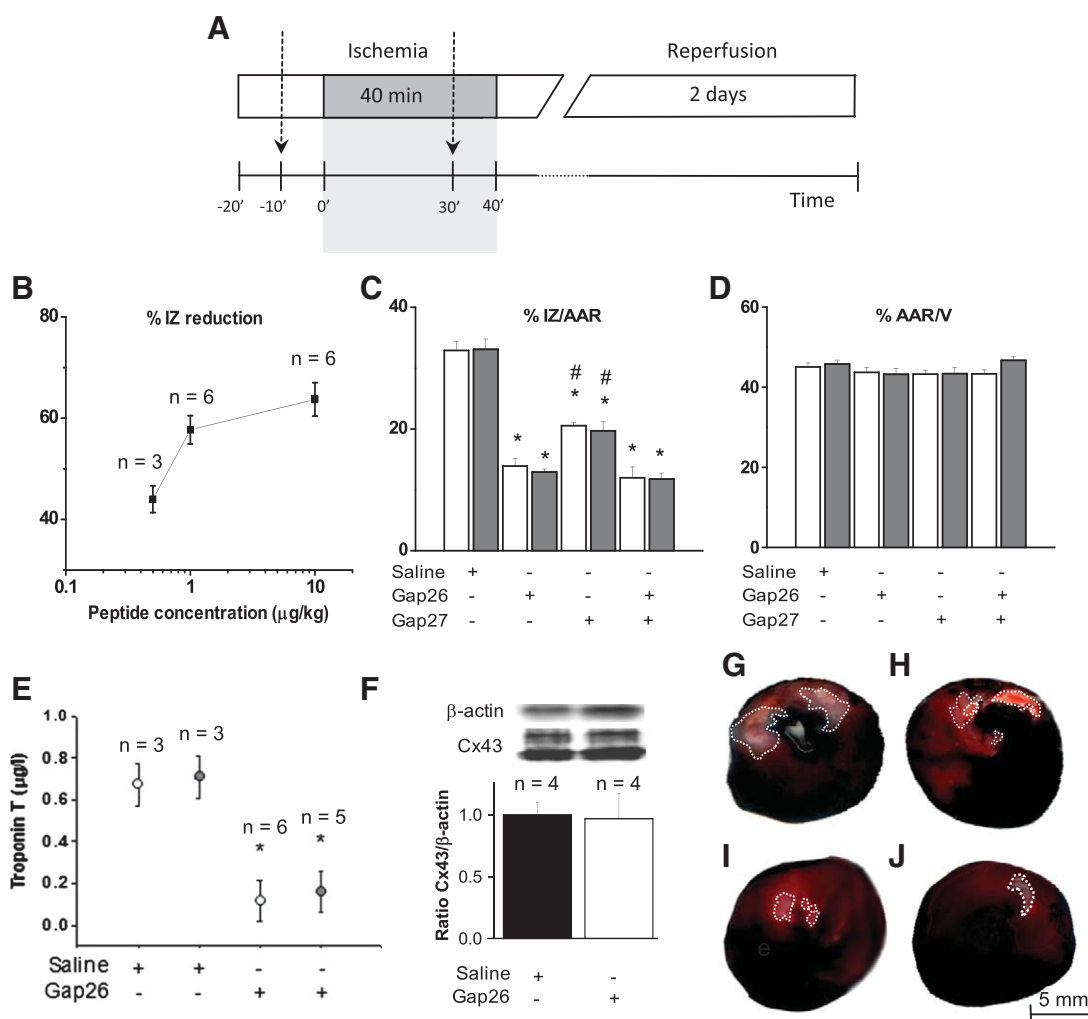 A
Ischemia
Reperfusion
40 min
2 days
-20′ -10′ 0′ 30′ 40′
Time
B
% IZ reduction
80
60
40
n = 3
n = 6
n = 6
0.1 1 10
Peptide concentration (μg/kg)
C
% IZ/AAR
40
20
0
* * # * # * * *
Saline + - - -
Gap26 - + - +
Gap27 - - + +
D
% AAR/V
60
40
20
0
Saline + - - -
Gap26 - + - +
Gap27 - - + +
E
Troponin T (μg/l)
1.0
0.8
0.6
0.4
0.2
0.0
n = 3
n = 3
n = 6
n = 5
* *
Saline + + - -
Gap26 - - + +
F
β-actin
Cx43
n = 4 n = 4
Ratio Cx43/β-actin
1.0
0.5
0.0
Saline + -
Gap26 - +
G
H
I
e
J
5 mm